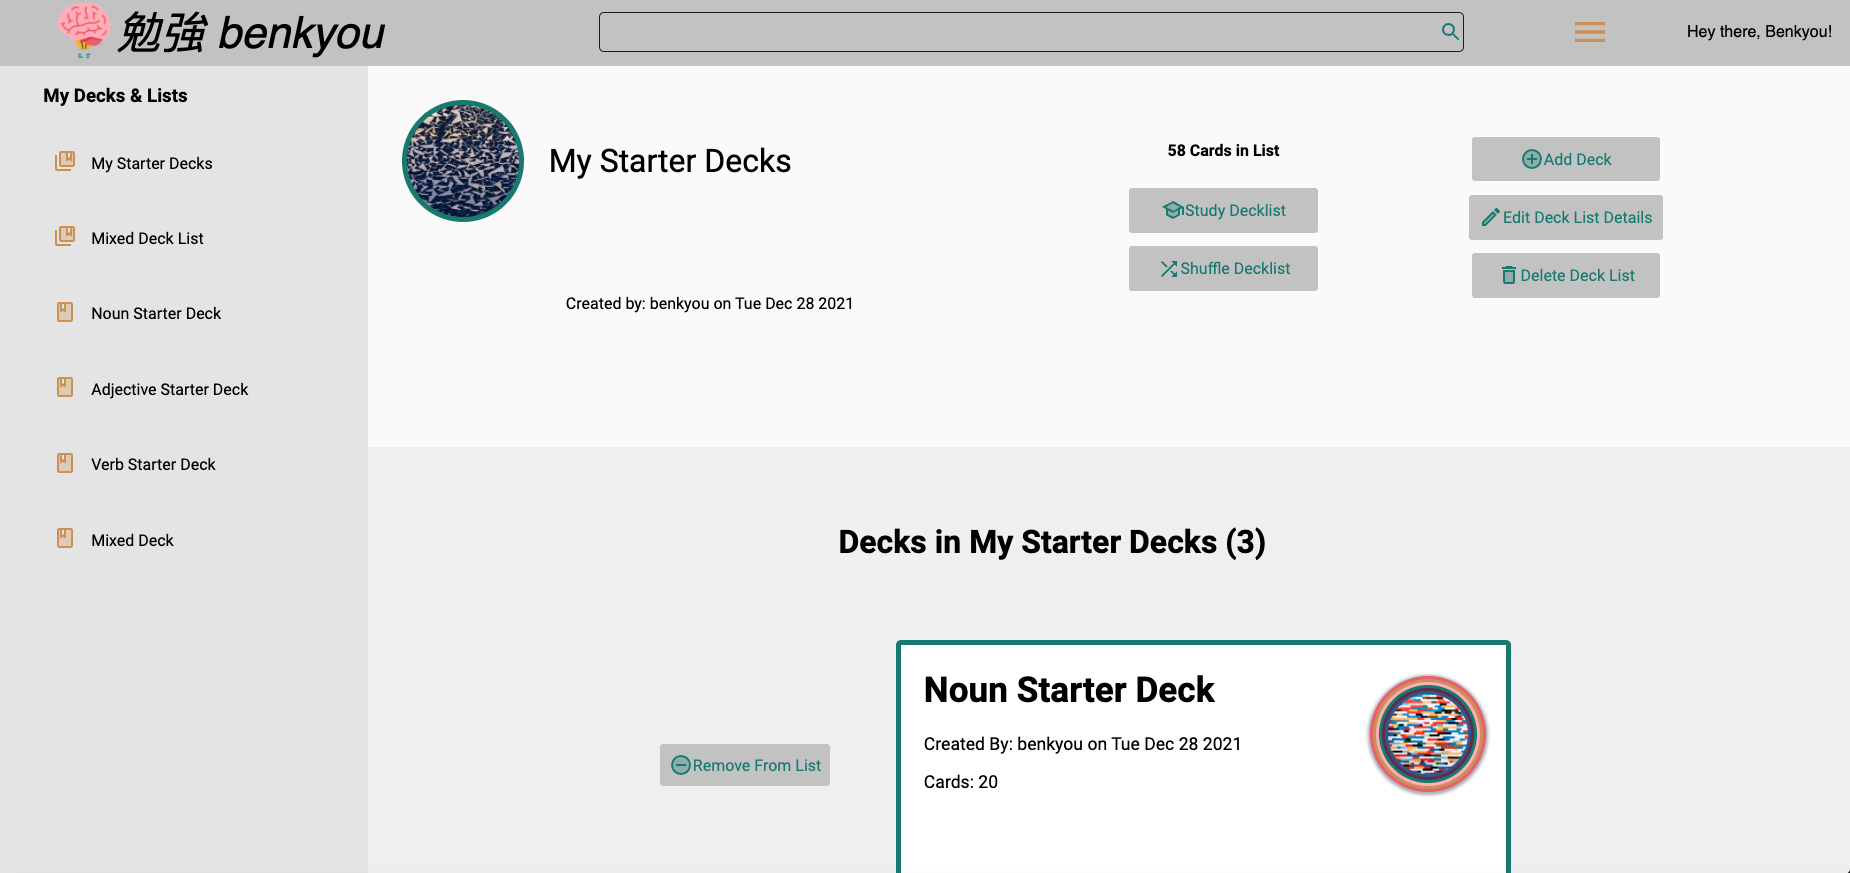 勉強 benkyou
Hey there, Benkyou!
My Decks & Lists
My Starter Decks
Mixed Deck List
Noun Starter Deck
Adjective Starter Deck
Verb Starter Deck
Mixed Deck
My Starter Decks
Created by: benkyou on Tue Dec 28 2021
58 Cards in List
Study Decklist
Shuffle Decklist
Add Deck
Edit Deck List Details
Delete Deck List
Decks in My Starter Decks (3)
Remove From List
Noun Starter Deck
Created By: benkyou on Tue Dec 28 2021
Cards: 20